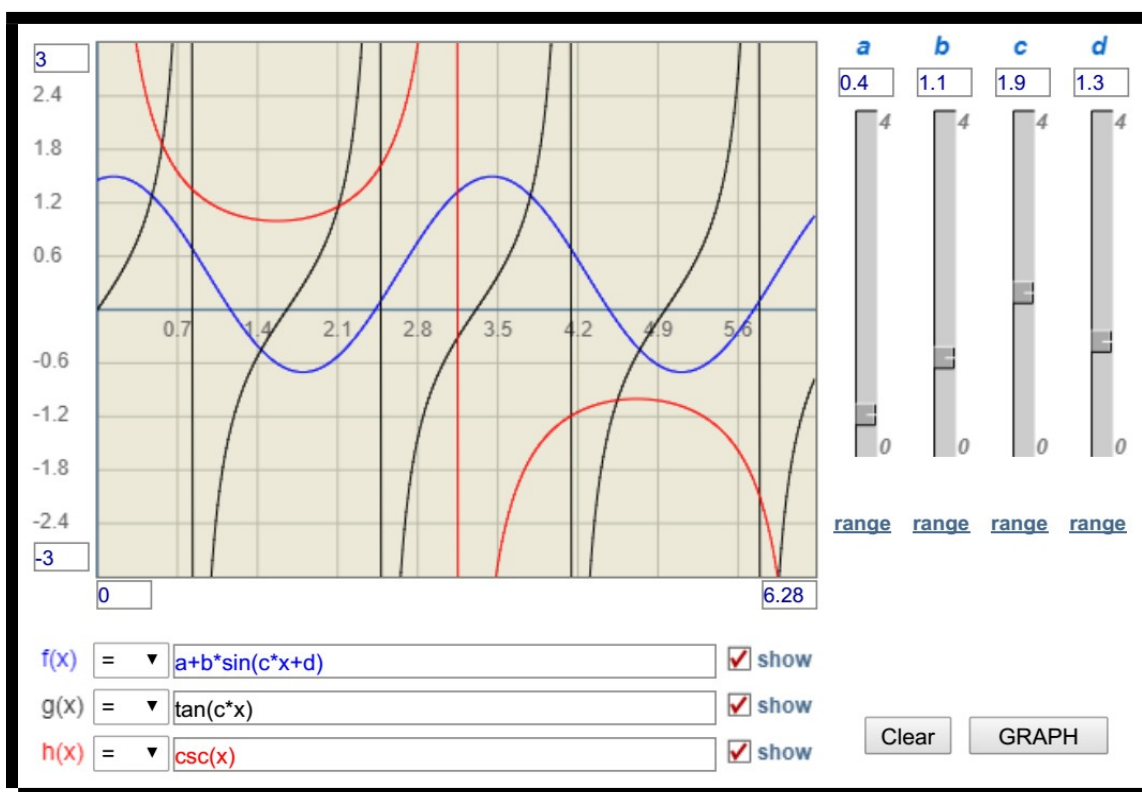 a b c d
3
0.4 1.1 1.9 1.3
2.4
4 4 4 4
1.8
1.2
0.6
0.7 1.4 2.1 2.8 3.5 4.2 4.9 5.6
-0.6
-1.2
0 0 0 0
-1.8
-2.4
range range range range
-3
0 6.28
f(x) = ▼ a+b*sin(c*x+d) show
g(x) = ▼ tan(c*x) show
h(x) = ▼ csc(x) show
Clear GRAPH